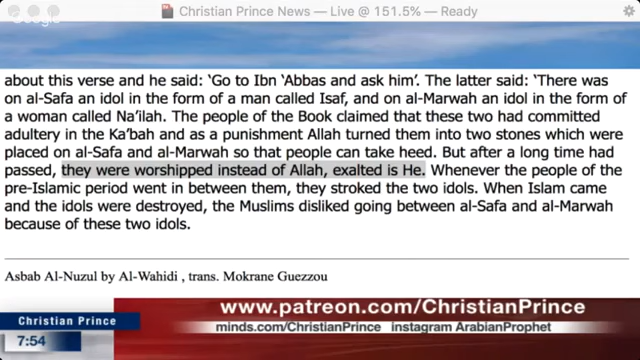 Christian Prince News — Live @ 151.5% — Ready
about this verse and he said: ‘Go to Ibn ‘Abbas and ask him’. The latter said: ‘There was
on al-Safa an idol in the form of a man called Isaf, and on al-Marwah an idol in the form of
a woman called Na’ilah. The people of the Book claimed that these two had committed
adultery in the Ka‘bah and as a punishment Allah turned them into two stones which were
placed on al-Safa and al-Marwah so that people can take heed. But after a long time had
passed, they were worshipped instead of Allah, exalted is He. Whenever the people of the
pre-Islamic period went in between them, they stroked the two idols. When Islam came
and the idols were destroyed, the Muslims disliked going between al-Safa and al-Marwah
because of these two idols.
Asbab Al-Nuzul by Al-Wahidi , trans. Mokrane Guezzou
www.patreon.com/ChristianPrince
Christian Prince
minds.com/ChristianPrince instagram ArabianProphet
7:54